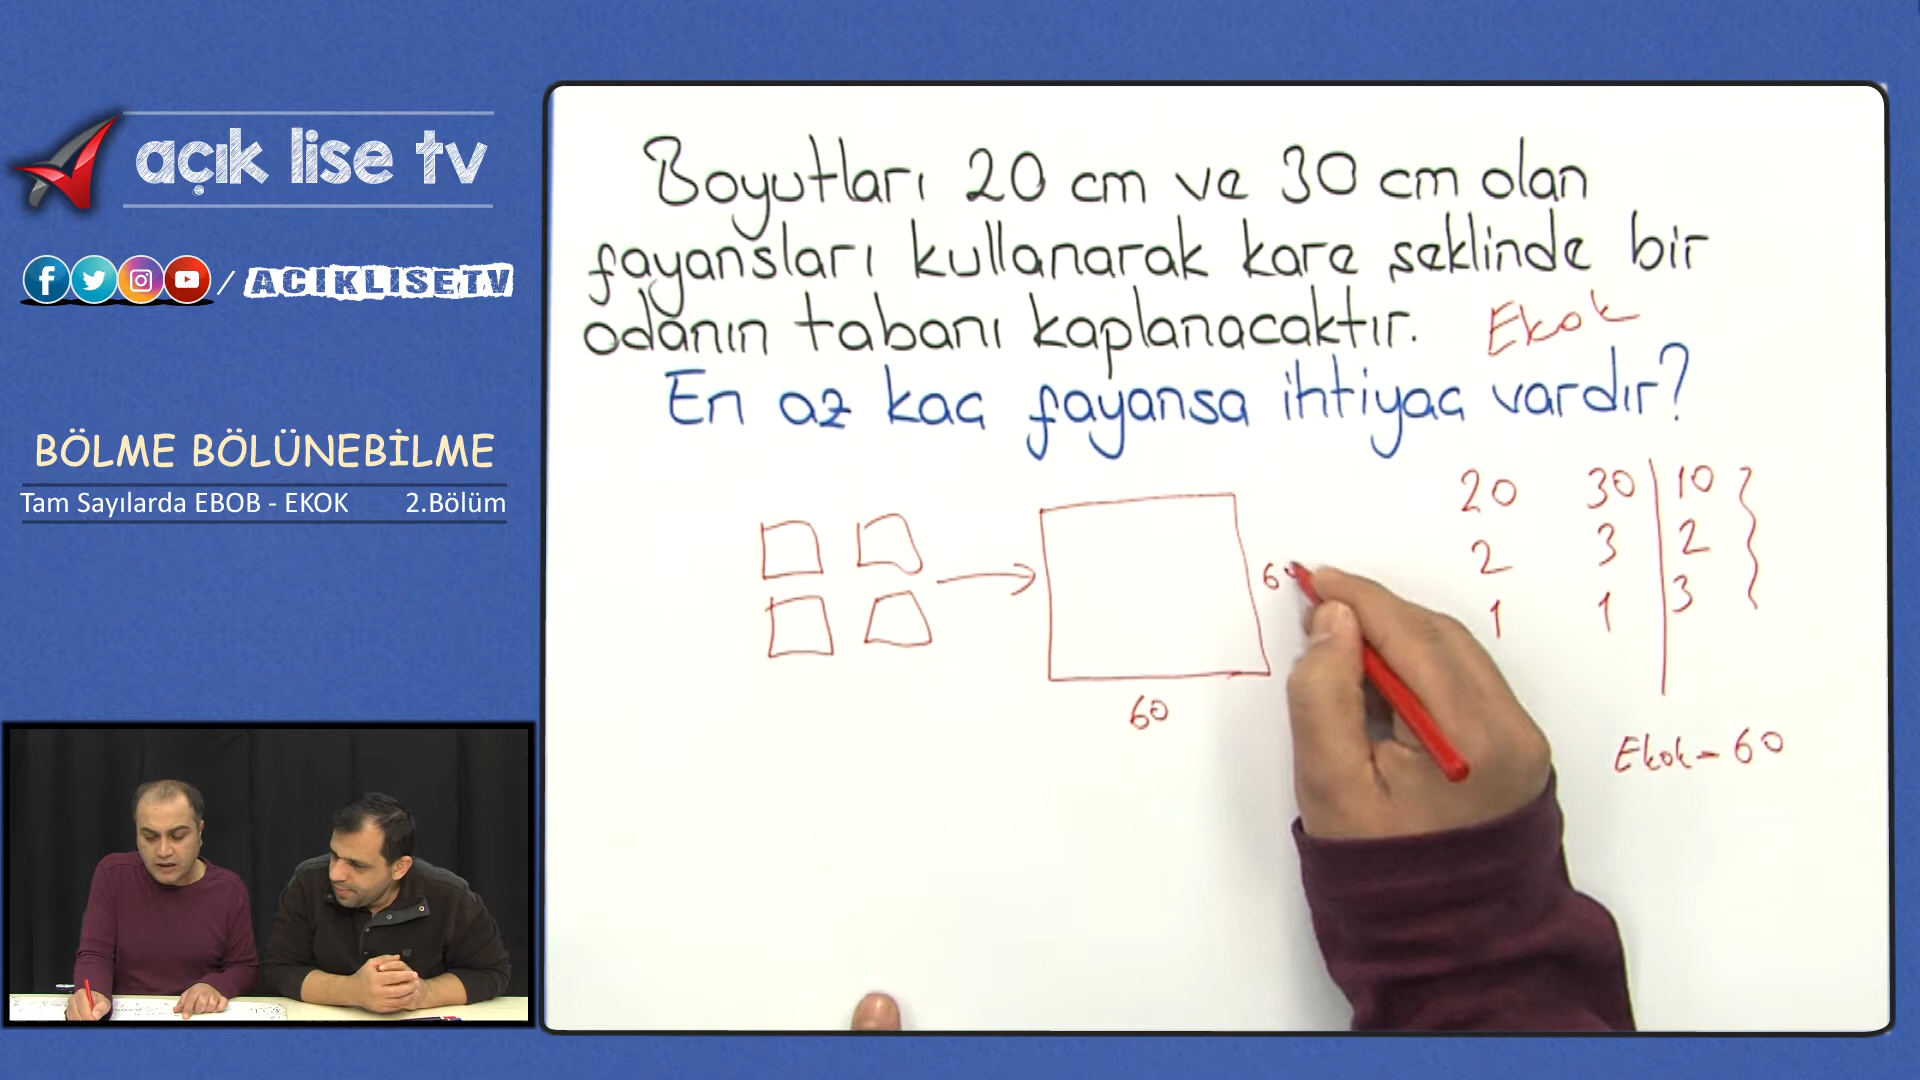 açık lise tv
/ ACIKLISETV
BÖLME BÖLÜNEBİLME
Tam Sayılarda EBOB - EKOK 2.Bölüm
Boyutları 20 cm ve 30 cm olan
fayansları kullanarak kare şeklinde bir
odanın tabanı kaplanacaktır. Ekok
En az kaç fayansa ihtiyaç vardır?
20 30 10
2 3 2
1 1 3
60
60
Ekok = 60